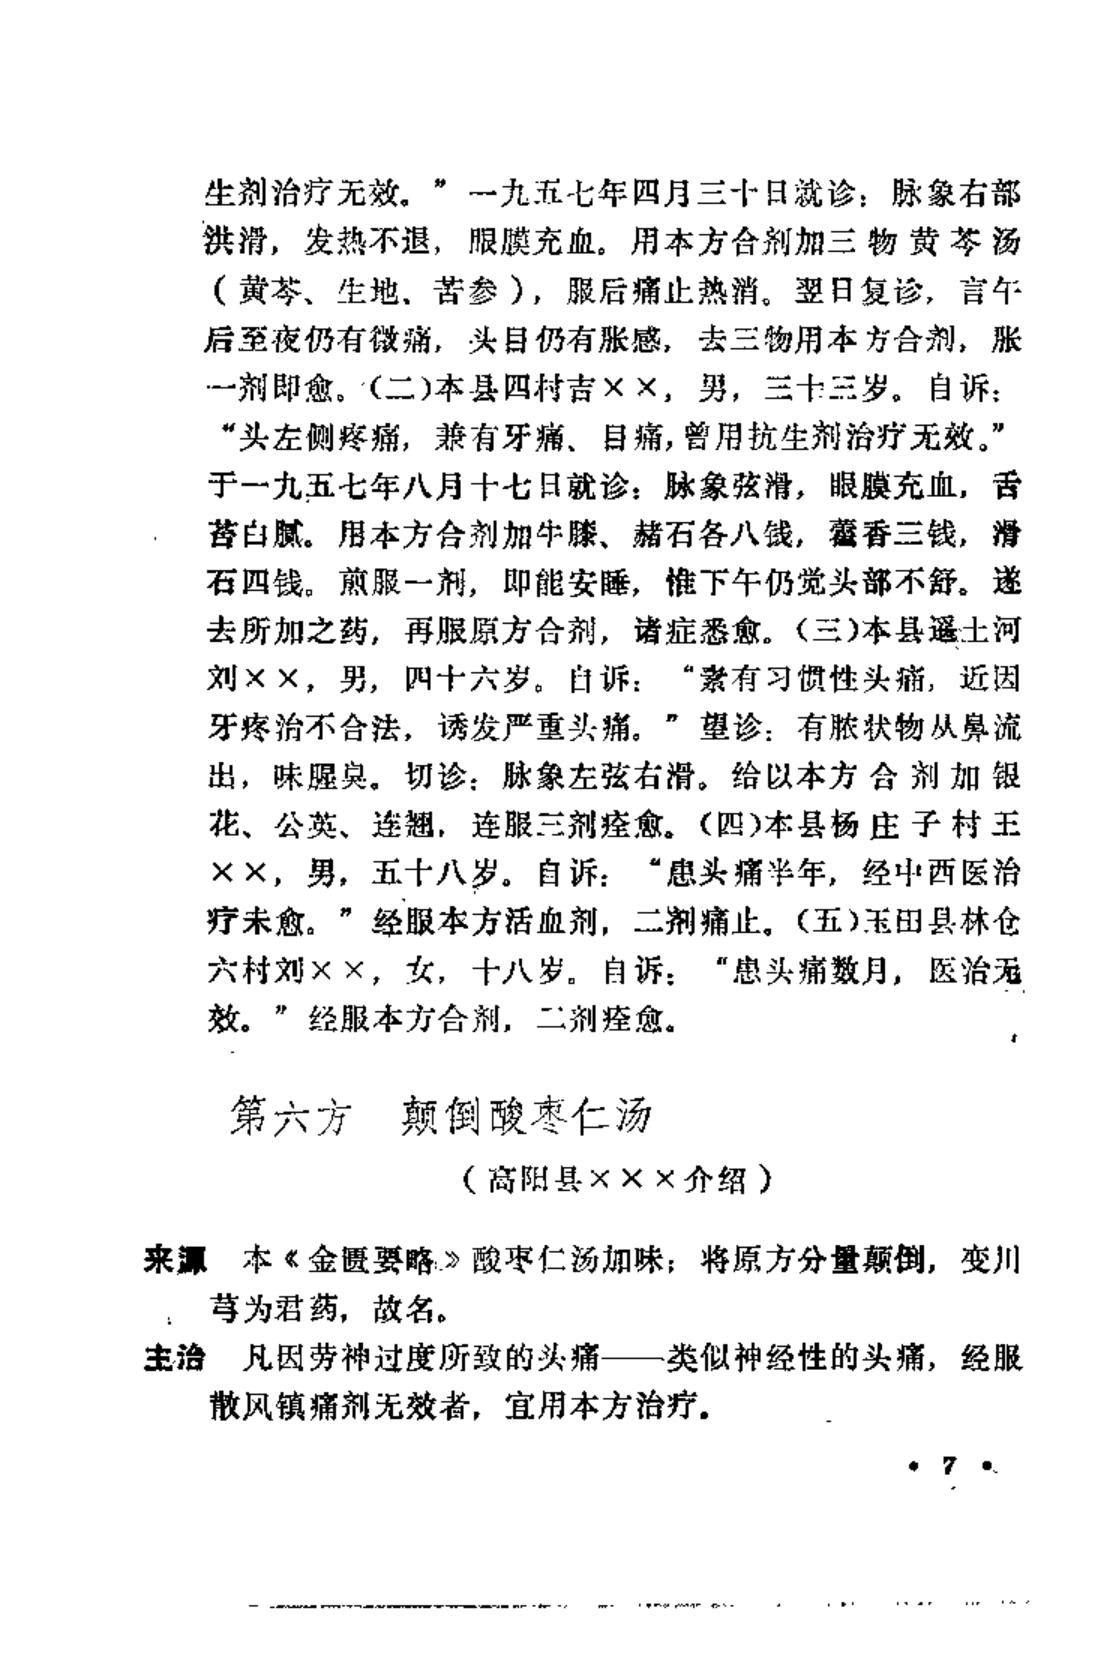 生剂治疗无效。”一九五七年四月三十日就诊：脉象右部
洪滑，发热不退，眼膜充血。用本方合剂加三物黄芩汤
（黄芩、生地、苦参），服后痛止热消。翌日复诊，言午
后至夜仍有微痛，头目仍有胀感，去三物用本方合剂，胀
一剂即愈。（二）本县四村吉××，男，三十三岁。自诉：
“头左侧疼痛，兼有牙痛、目痛，曾用抗生剂治疗无效。”
于一九五七年八月十七日就诊：脉象弦滑，眼膜充血，舌
苔白腻。用本方合剂加牛膝、赭石各八钱，藿香三钱，滑
石四钱。煎服一剂，即能安睡，惟下午仍觉头部不舒。遂
去所加之药，再服原方合剂，诸症悉愈。（三）本县遥土河
刘××，男，四十六岁。自诉：“素有习惯性头痛，近因
牙疼治不合法，诱发严重头痛。”望诊：有脓状物从鼻流
出，味腥臭。切诊：脉象左弦右滑。给以本方合剂加银
花、公英、连翘，连服三剂痊愈。（四）本县杨庄子村王
××，男，五十八岁。自诉：“患头痛半年，经中西医治
疗未愈。”经服本方活血剂，二剂痛止。（五）玉田县林仓
六村刘××，女，十八岁。自诉：“患头痛数月，医治无
效。”经服本方合剂，二剂痊愈。
第六方 颠倒酸枣仁汤
（高阳县×××介绍）
来源 本《金匮要略》酸枣仁汤加味；将原方分量颠倒，变川
芎为君药，故名。
主治 凡因劳神过度所致的头痛——类似神经性的头痛，经服
散风镇痛剂无效者，宜用本方治疗。
• 7 •